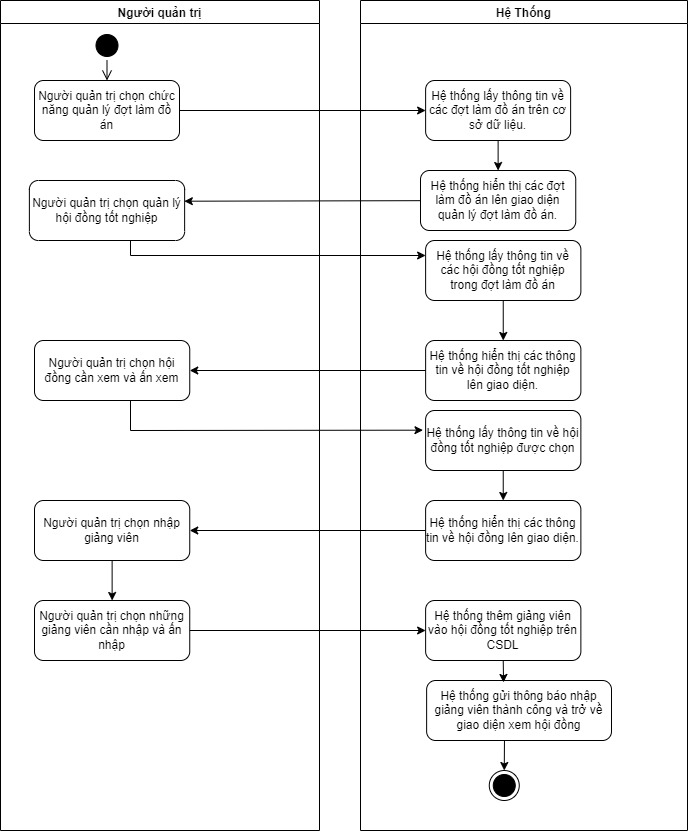 Người quản trị
Hệ Thống
Người quản trị chọn chức
năng quản lý đợt làm đồ
án
Hệ thống lấy thông tin về
các đợt làm đồ án trên cơ
sở dữ liệu.
Hệ thống hiển thị các đợt
làm đồ án lên giao diện
quản lý đợt làm đồ án.
Người quản trị chọn quản lý
hội đồng tốt nghiệp
Hệ thống lấy thông tin về
các hội đồng tốt nghiệp
trong đợt làm đồ án
Hệ thống hiển thị các thông
tin về hội đồng tốt nghiệp
lên giao diện.
Người quản trị chọn hội
đồng cần xem và ấn xem
Hệ thống lấy thông tin về hội
đồng tốt nghiệp được chọn
Hệ thống hiển thị các thông
tin về hội đồng lên giao diện.
Người quản trị chọn nhập
giảng viên
Người quản trị chọn những
giảng viên cần nhập và ấn
nhập
Hệ thống thêm giảng viên
vào hội đồng tốt nghiệp trên
CSDL
Hệ thống gửi thông báo nhập
giảng viên thành công và trở về
giao diện xem hội đồng